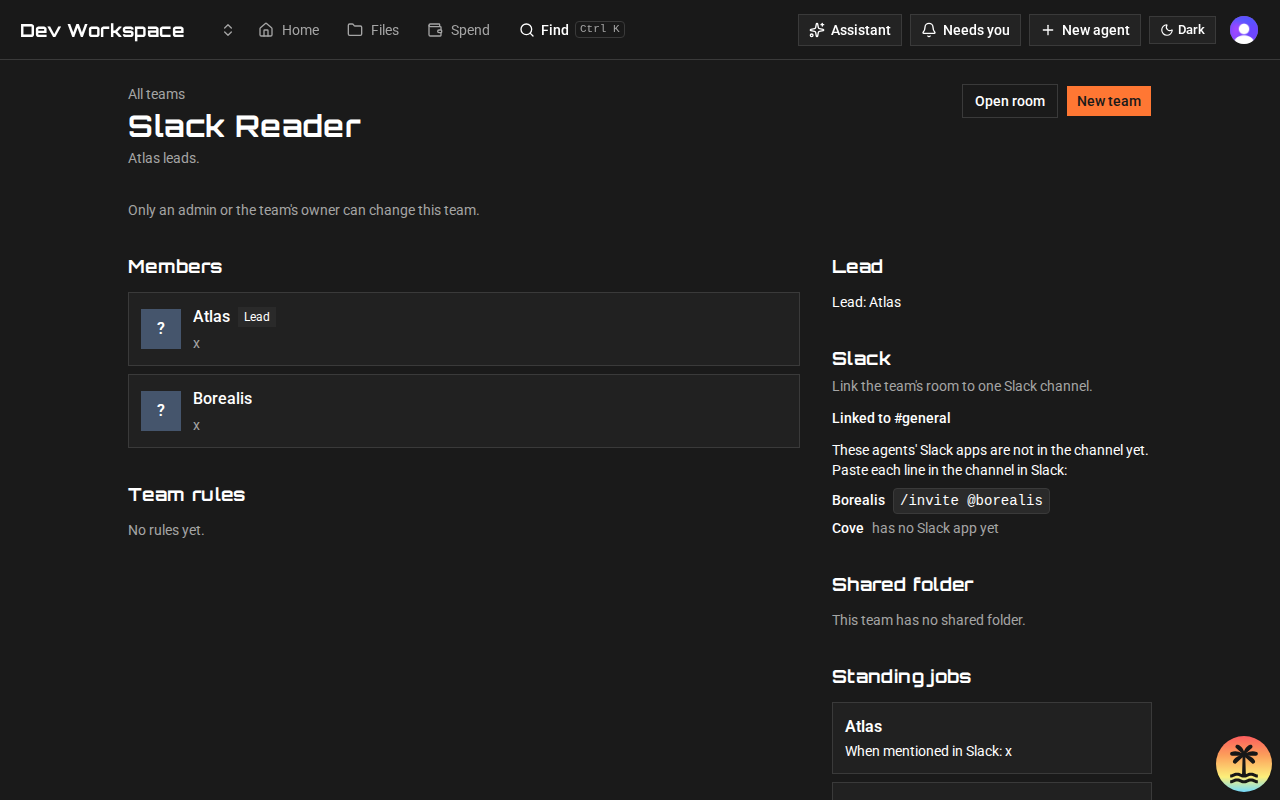 Dev Workspace
Home
Files
Spend
Find Ctrl K
Assistant
Needs you
New agent
Dark
All teams
Slack Reader
Atlas leads.
Open room
New team
Only an admin or the team's owner can change this team.
Members
?
Atlas Lead
x
?
Borealis
x
Team rules
No rules yet.
Lead
Lead: Atlas
Slack
Link the team's room to one Slack channel.
Linked to #general
These agents' Slack apps are not in the channel yet.
Paste each line in the channel in Slack:
Borealis /invite @borealis
Cove has no Slack app yet
Shared folder
This team has no shared folder.
Standing jobs
Atlas
When mentioned in Slack: x